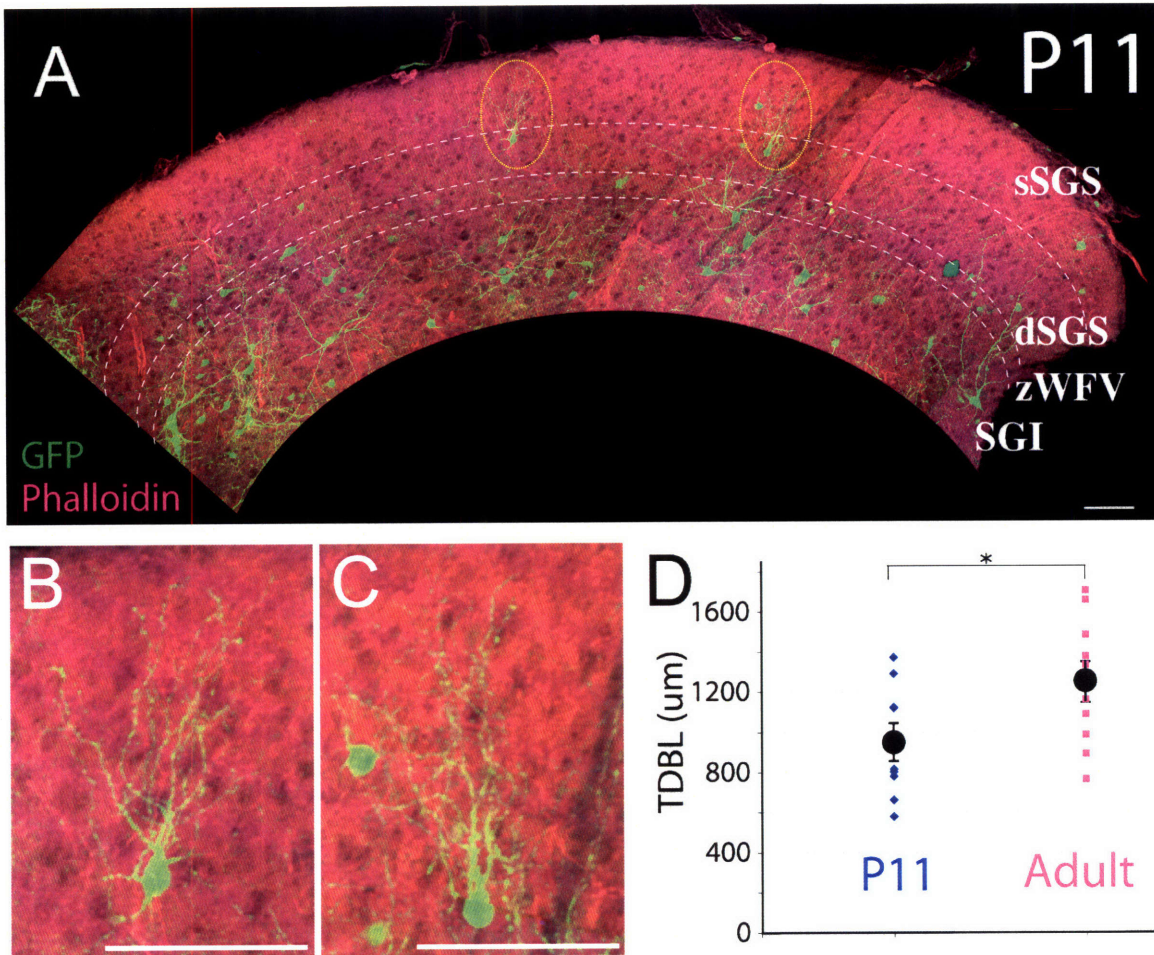 A
P11
sSGS
dSGS
zWFV
SGI
GFP
Phalloidin
B
C
D
*
TDBL (um)
1600
1200
800
400
0
P11
Adult